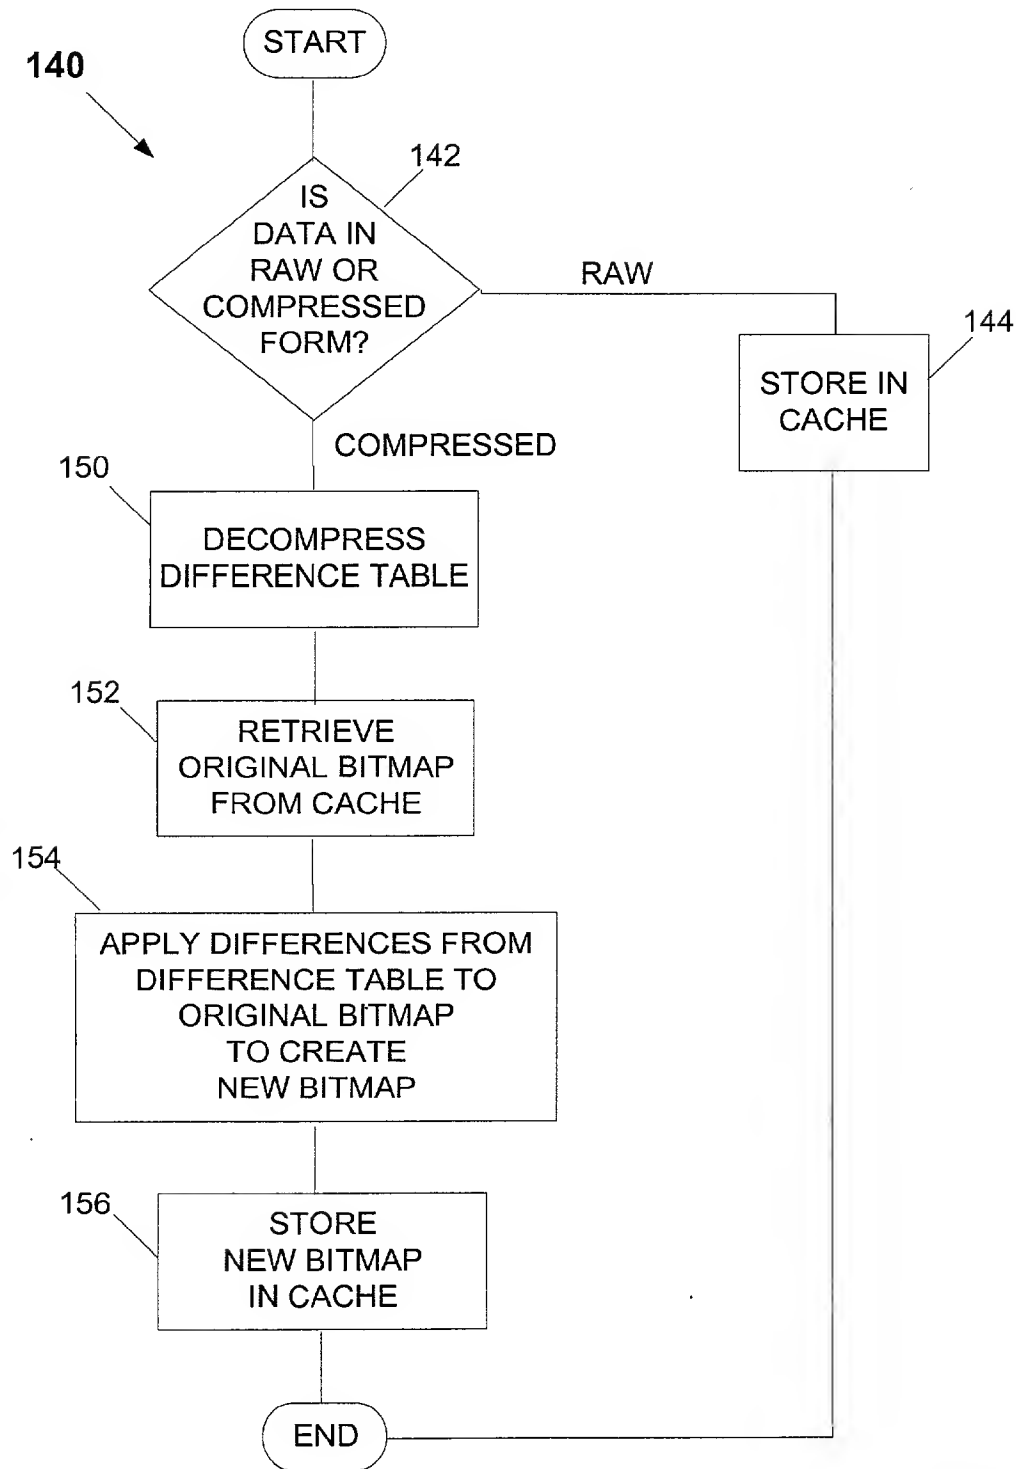 START
140
142
IS
DATA IN
RAW OR
COMPRESSED
FORM?
RAW
144
STORE IN
CACHE
COMPRESSED
150
DECOMPRESS
DIFFERENCE TABLE
152
RETRIEVE
ORIGINAL BITMAP
FROM CACHE
154
APPLY DIFFERENCES FROM
DIFFERENCE TABLE TO
ORIGINAL BITMAP
TO CREATE
NEW BITMAP
156
STORE
NEW BITMAP
IN CACHE
END